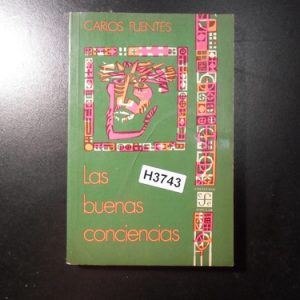 CARLOS FUENTES
Las
buenas
conciencias
H3743